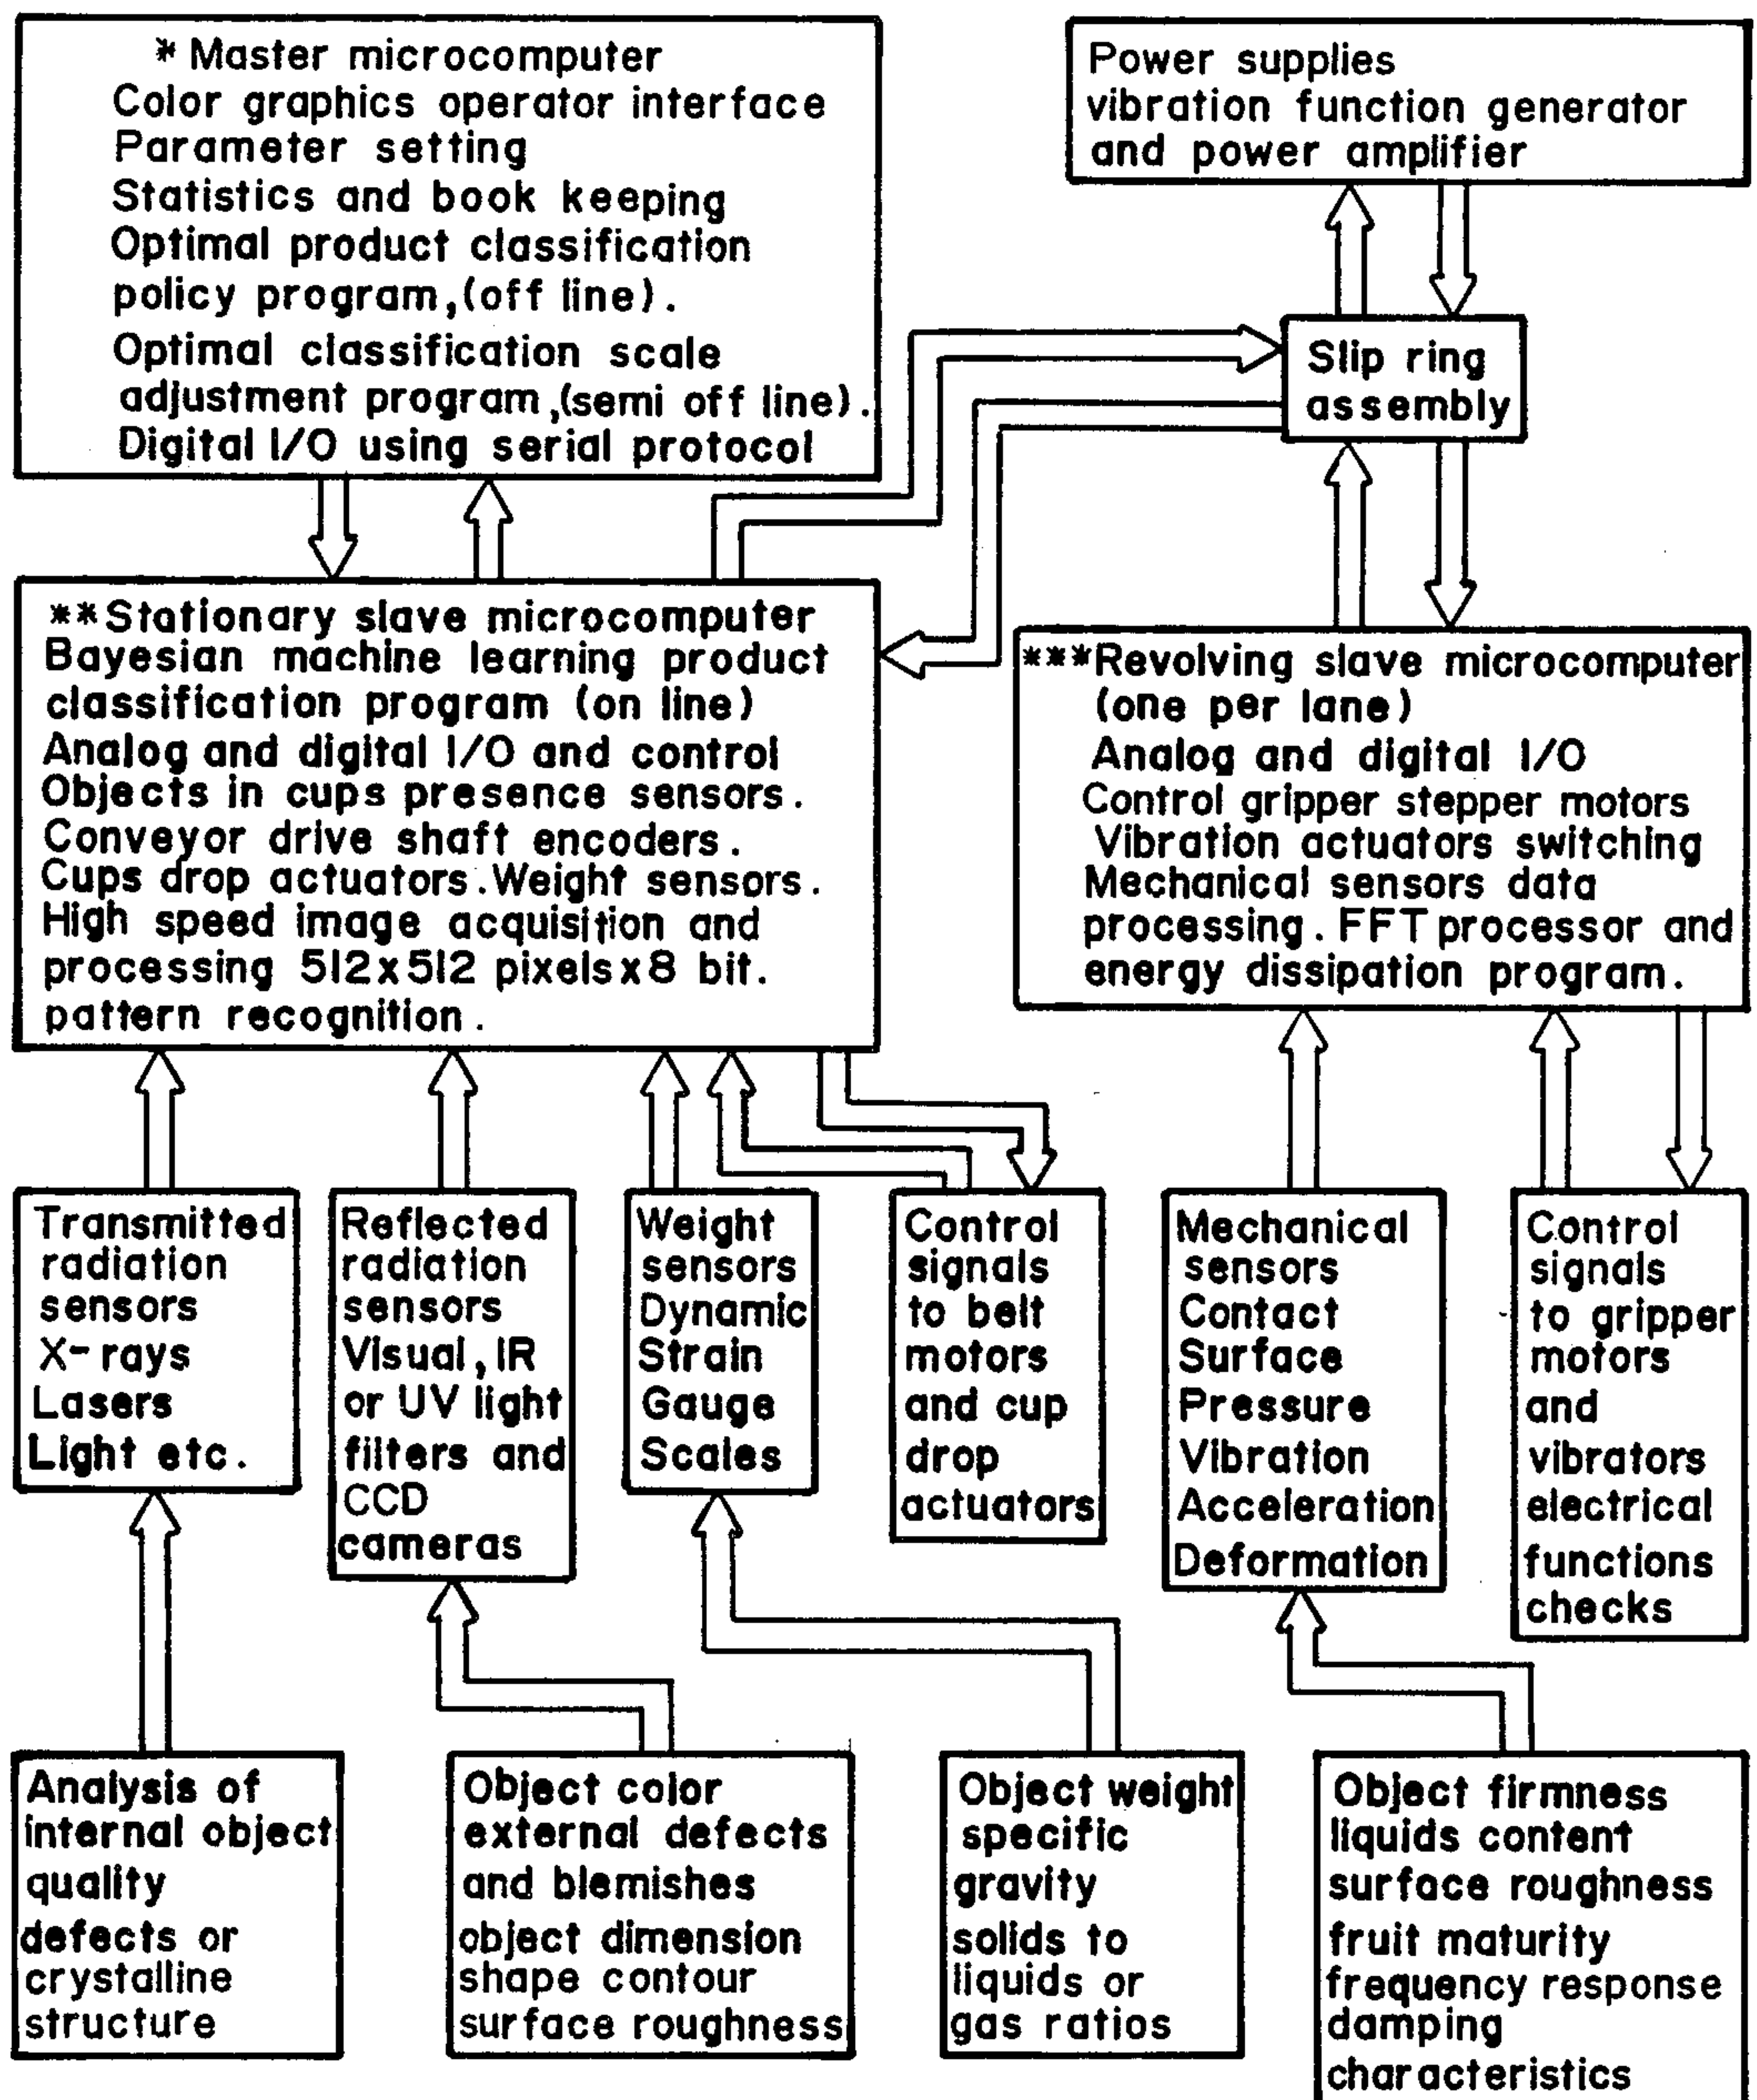 * Master microcomputer
Color graphics operator interface
Parameter setting
Statistics and book keeping
Optimal product classification
policy program,(off line).
Optimal classification scale
adjustment program,(semi off line).
Digital I/O using serial protocol
Power supplies
vibration function generator
and power amplifier
Slip ring
assembly
**Stationary slave microcomputer
Bayesian machine learning product
classification program (on line)
Analog and digital I/O and control
Objects in cups presence sensors.
Conveyor drive shaft encoders.
Cups drop actuators.Weight sensors.
High speed image acquisition and
processing 512x512 pixelsx8 bit.
pattern recognition.
***Revolving slave microcomputer
(one per lane)
Analog and digital I/O
Control gripper stepper motors
Vibration actuators switching
Mechanical sensors data
processing. FFT processor and
energy dissipation program.
Transmitted
radiation
sensors
X-rays
Lasers
Light etc.
Reflected
radiation
sensors
Visual, IR
or UV light
filters and
CCD
cameras
Weight
sensors
Dynamic
Strain
Gauge
Scales
Control
signals
to belt
motors
and cup
drop
actuators
Mechanical
sensors
Contact
Surface
Pressure
Vibration
Acceleration
Deformation
Control
signals
to gripper
motors
and
vibrators
electrical
functions
checks
Analysis of
internal object
quality
defects or
crystalline
structure
Object color
external defects
and blemishes
object dimension
shape contour
surface roughness
Object weight
specific
gravity
solids to
liquids or
gas ratios
Object firmness
liquids content
surface roughness
fruit maturity
frequency response
damping
characteristics